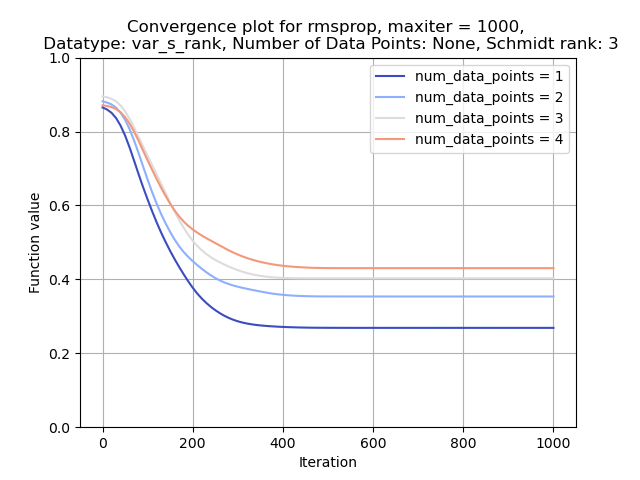 Convergence plot for rmsprop, maxiter = 1000,
Datatype: var_s_rank, Number of Data Points: None, Schmidt rank: 3
1.0
0.8
0.6
0.4
0.2
0.0
Function value
num_data_points = 1
num_data_points = 2
num_data_points = 3
num_data_points = 4
0 200 400 600 800 1000
Iteration